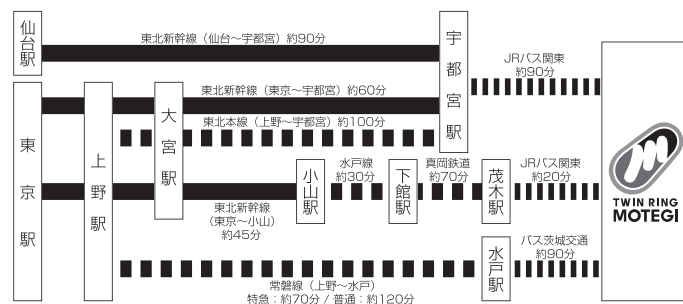 仙台駅
東北新幹線（仙台～宇都宮）約90分
宇都宮駅
JRバス関東
約90分
東京駅
上野駅
大宮駅
東北新幹線（東京～宇都宮）約60分
東北本線（上野～宇都宮）約100分
小山駅
水戸線
約30分
下館駅
真岡鉄道
約70分
茂木駅
JRバス関東
約20分
東北新幹線
（東京～小山）
約45分
水戸駅
バス茨城交通
約90分
常磐線（上野～水戸）
特急：約70分 / 普通：約120分
TWIN RING
MOTEGI